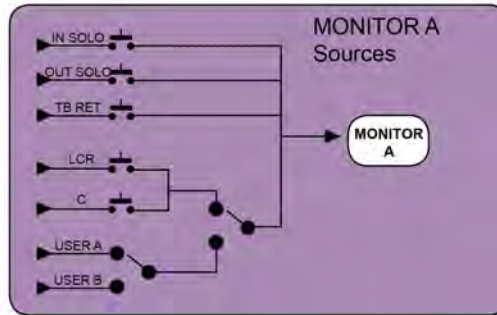 MONITOR A
Sources
IN SOLO
OUT SOLO
TB RET
MONITOR
A
LCR
C
USER A
USER B